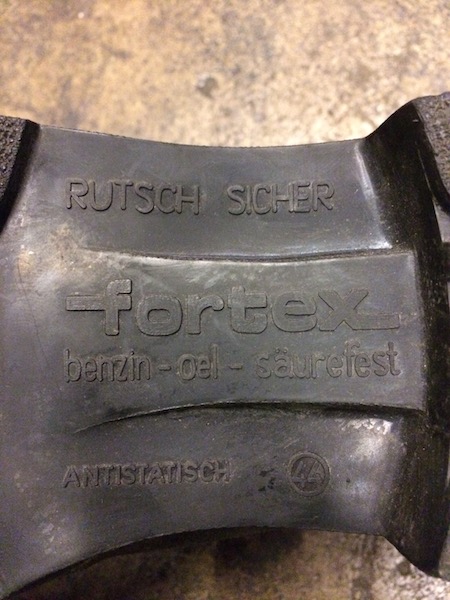 RUTSCH SICHER
fortex
benzin-oel-säurefest
ANTISTATISCH 44